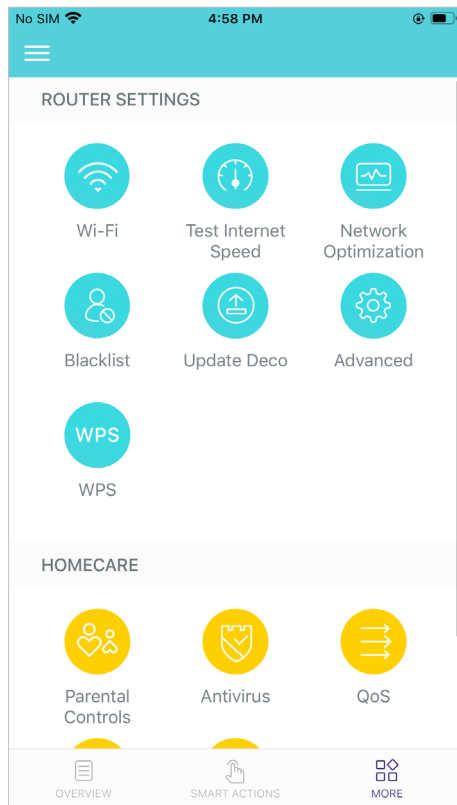 No SIM 4:58 PM
ROUTER SETTINGS
Wi-Fi Test Internet Network
Speed Optimization
Blacklist Update Deco Advanced
WPS
WPS
HOMECARE
Parental Antivirus QoS
Controls
OVERVIEW SMART ACTIONS MORE